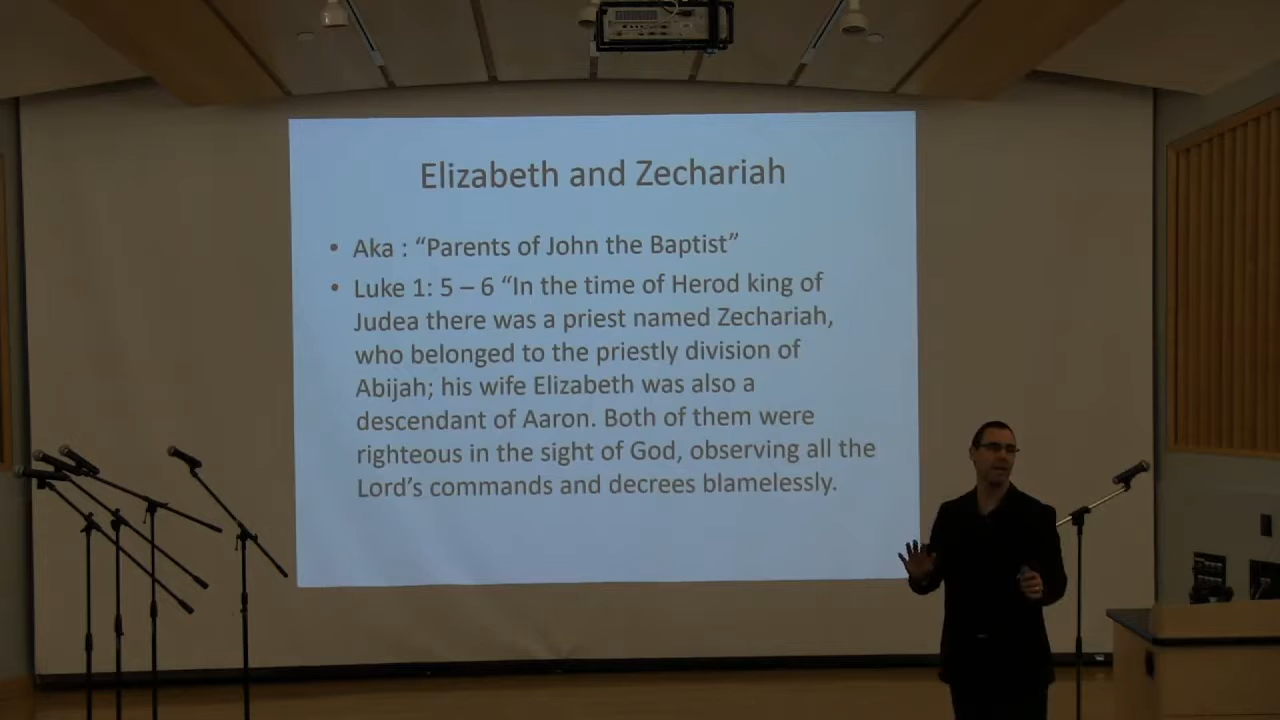 Elizabeth and Zechariah
• Aka : “Parents of John the Baptist”
• Luke 1: 5 – 6 “In the time of Herod king of
Judea there was a priest named Zechariah,
who belonged to the priestly division of
Abijah; his wife Elizabeth was also a
descendant of Aaron. Both of them were
righteous in the sight of God, observing all the
Lord’s commands and decrees blamelessly.